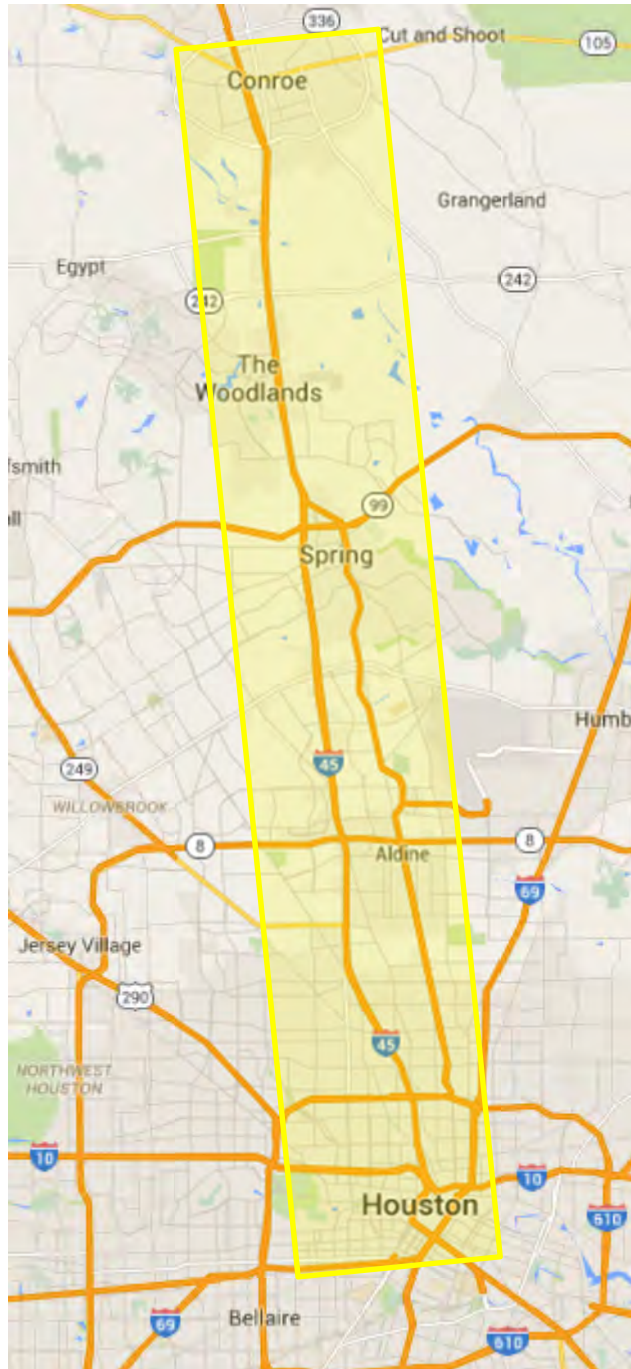 336
Cut and Shoot
105
Conroe
Grangerland
Egypt
242
242
The
Woodlands
fsmith
99
all
Spring
Humb
45
249
WILLOWBROOK
8
8
Aldine
69
Jersey Village
290
45
NORTHWEST
HOUSTON
10
10
Houston
610
Bellaire
69
610